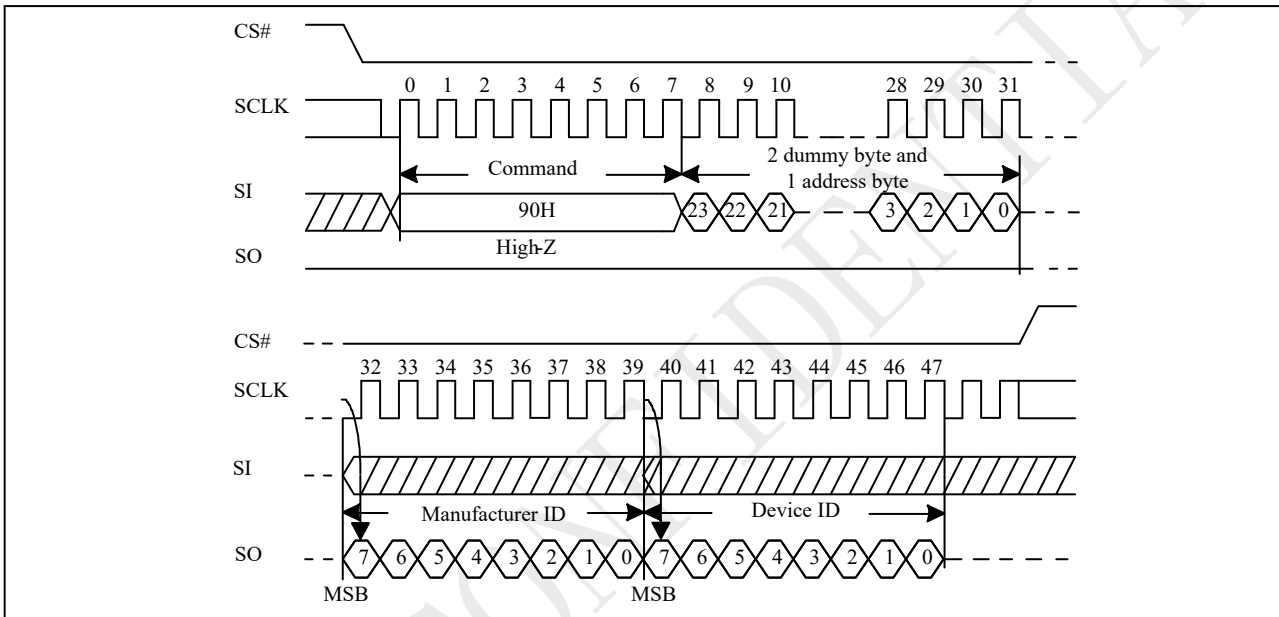 CS#
0 1 2 3 4 5 6 7 8 9 10 28 29 30 31
SCLK
Command
2 dummy byte and
1 address byte
SI
90H 23 22 21 3 2 1 0
High-Z
SO
CS#
32 33 34 35 36 37 38 39 40 41 42 43 44 45 46 47
SCLK
SI
Manufacturer ID Device ID
SO 7 6 5 4 3 2 1 0 7 6 5 4 3 2 1 0
MSB MSB
CONFIDENTIA